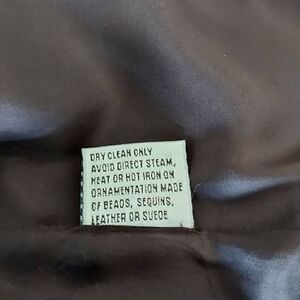 DRY CLEAN ONLY
AVOID DIRECT STEAM,
HEAT OR HOT IRON ON
ORNAMENTATION MADE
OF BEADS, SEQUINS,
LEATHER OR SUEDE